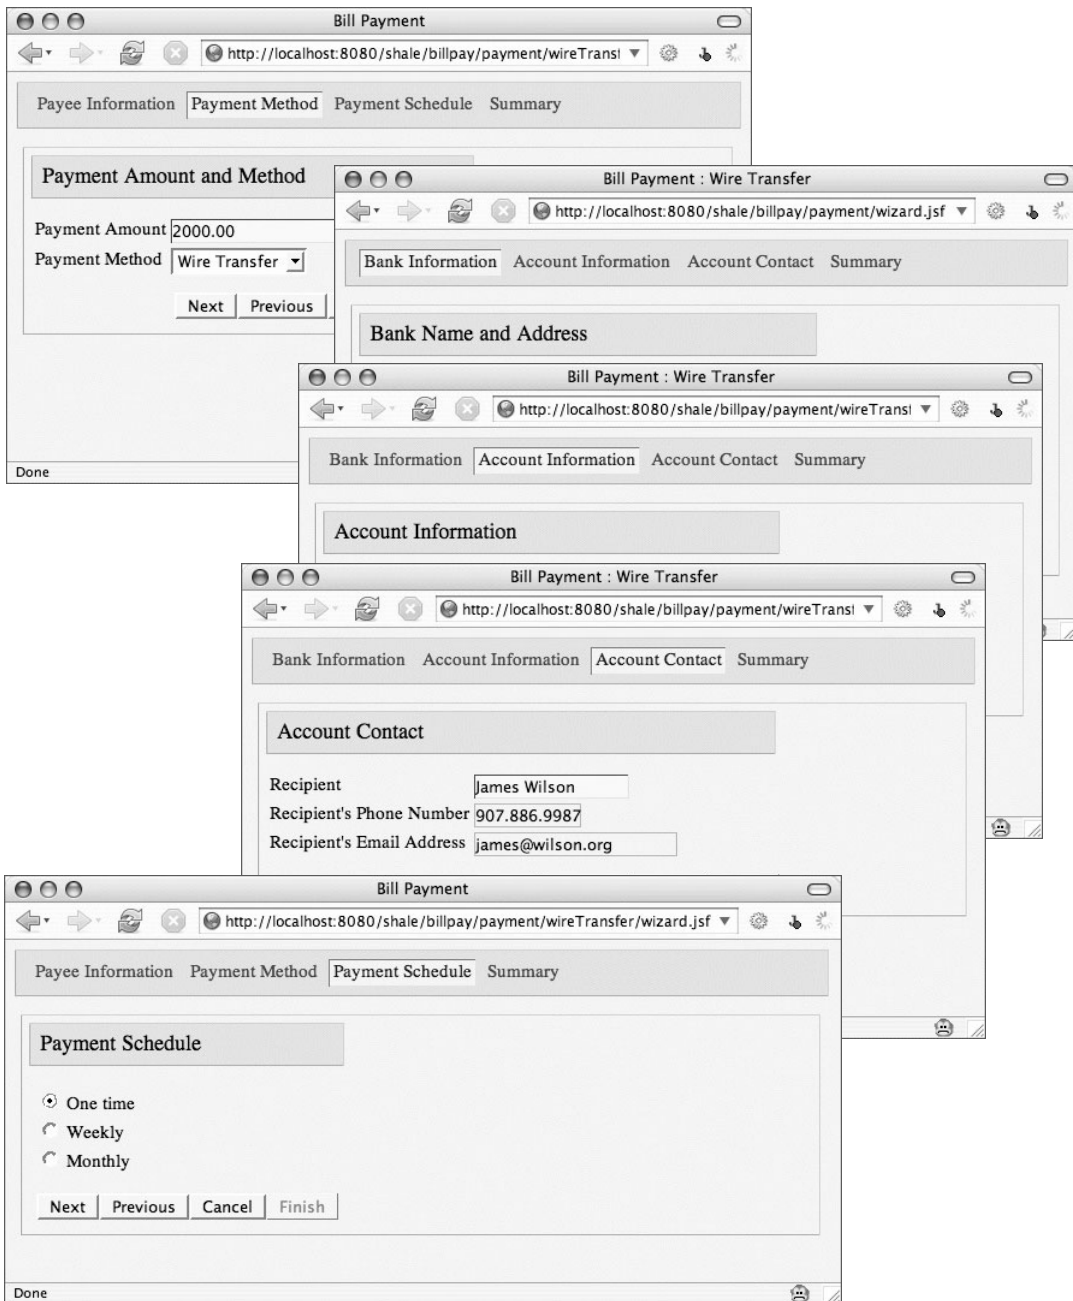 Bill Payment
http://localhost:8080/shale/billpay/payment/wireTransf
Payee Information Payment Method Payment Schedule Summary
Payment Amount and Method
Payment Amount 2000.00
Payment Method Wire Transfer
Next Previous
Done
Bill Payment : Wire Transfer
http://localhost:8080/shale/billpay/payment/wizard.jsf
Bank Information Account Information Account Contact Summary
Bank Name and Address
Bill Payment : Wire Transfer
http://localhost:8080/shale/billpay/payment/wireTransf
Bank Information Account Information Account Contact Summary
Account Information
Bill Payment : Wire Transfer
http://localhost:8080/shale/billpay/payment/wireTransf
Bank Information Account Information Account Contact Summary
Account Contact
Recipient James Wilson
Recipient's Phone Number 907.886.9987
Recipient's Email Address james@wilson.org
Bill Payment
http://localhost:8080/shale/billpay/payment/wireTransfer/wizard.jsf
Payee Information Payment Method Payment Schedule Summary
Payment Schedule
One time
Weekly
Monthly
Next Previous Cancel Finish
Done